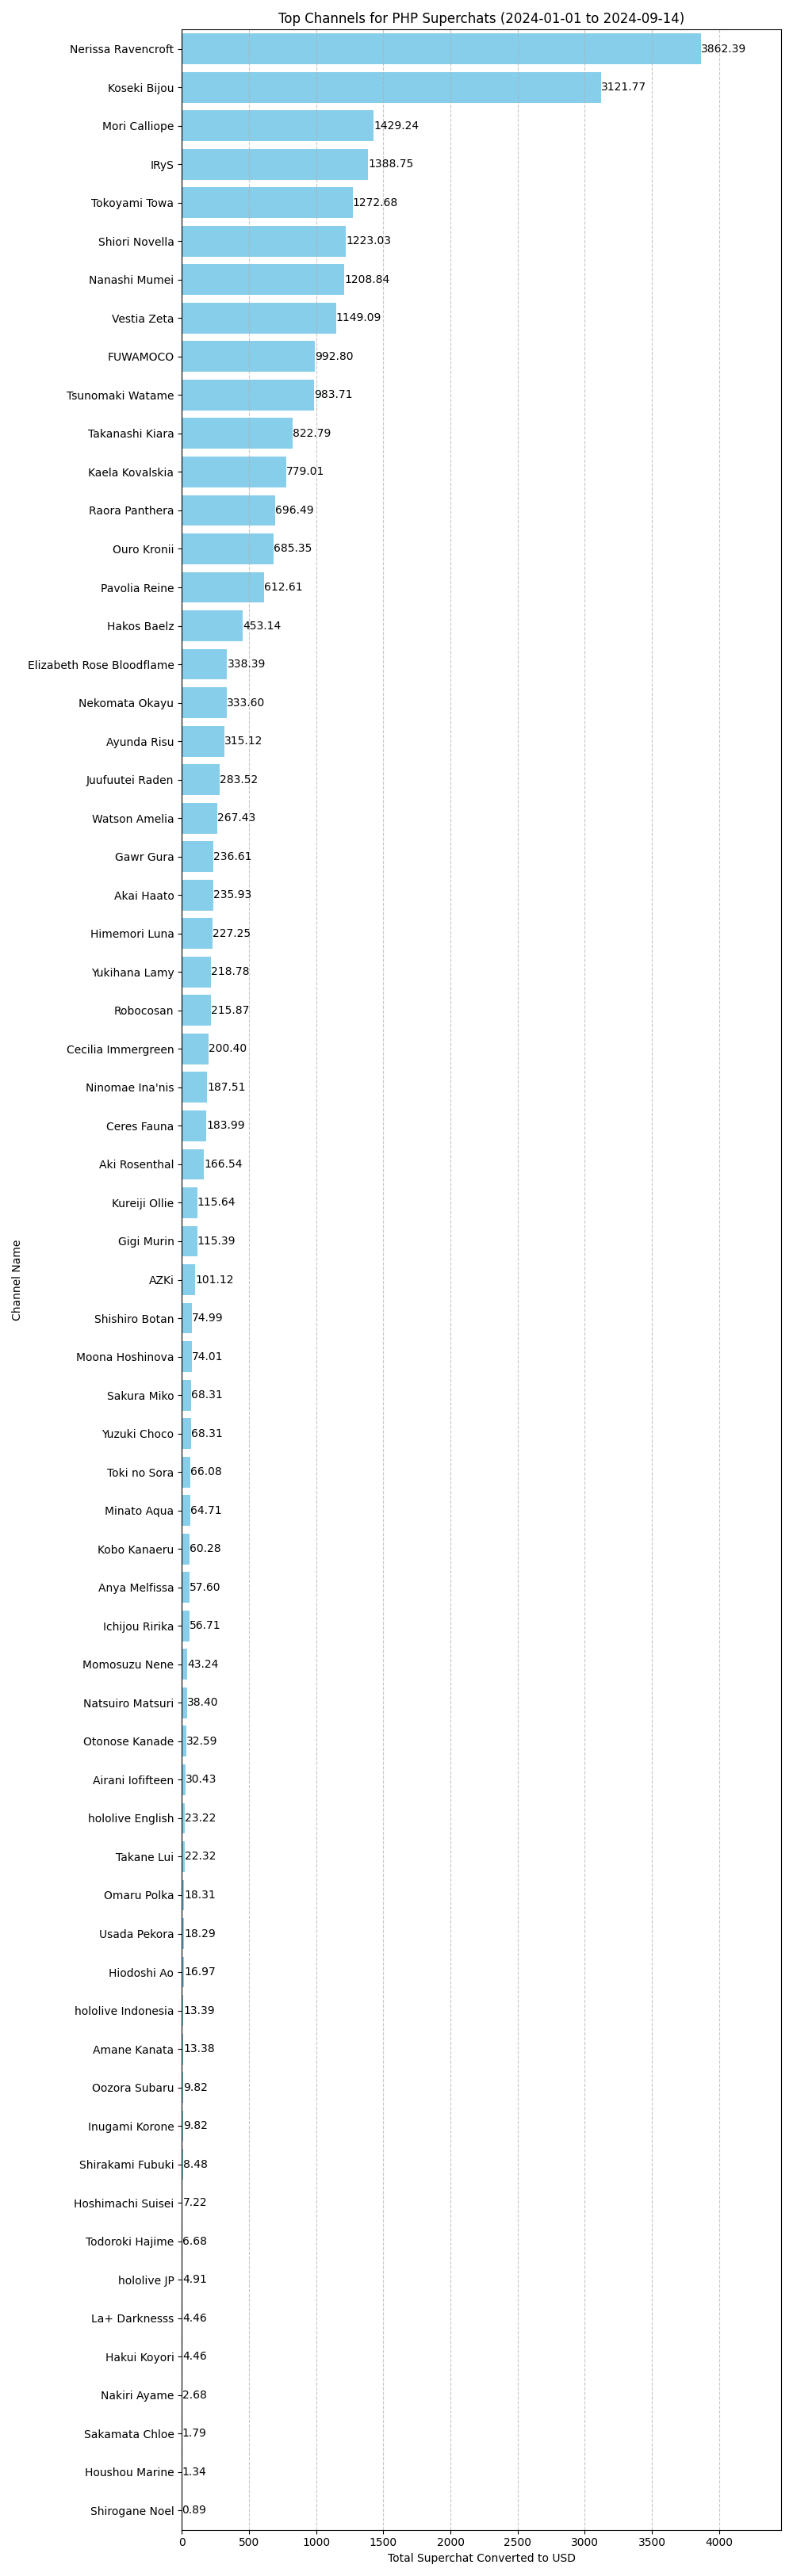 Top Channels for PHP Superchats (2024-01-01 to 2024-09-14)
Nerissa Ravencroft 3862.39
Koseki Bijou 3121.77
Mori Calliope 1429.24
IRyS 1388.75
Tokoyami Towa 1272.68
Shiori Novella 1223.03
Nanashi Mumei 1208.84
Vestia Zeta 1149.09
FUWAMOCO 992.80
Tsunomaki Watame 983.71
Takanashi Kiara 822.79
Kaela Kovalskia 779.01
Raora Panthera 696.49
Ouro Kronii 685.35
Pavolia Reine 612.61
Hakos Baelz 453.14
Elizabeth Rose Bloodflame 338.39
Nekomata Okayu 333.60
Ayunda Risu 315.12
Juufuutei Raden 283.52
Watson Amelia 267.43
Gawr Gura 236.61
Akai Haato 235.93
Himemori Luna 227.25
Yukihana Lamy 218.78
Robocosan 215.87
Cecilia Immergreen 200.40
Ninomae Ina'nis 187.51
Ceres Fauna 183.99
Aki Rosenthal 166.54
Kureiji Ollie 115.64
Gigi Murin 115.39
AZKi 101.12
Shishiro Botan 74.99
Moona Hoshinova 74.01
Sakura Miko 68.31
Yuzuki Choco 68.31
Toki no Sora 66.08
Minato Aqua 64.71
Kobo Kanaeru 60.28
Anya Melfissa 57.60
Ichijou Ririka 56.71
Momosuzu Nene 43.24
Natsuiro Matsuri 38.40
Otonose Kanade 32.59
Airani Iofifteen 30.43
hololive English 23.22
Takane Lui 22.32
Omaru Polka 18.31
Usada Pekora 18.29
Hiodoshi Ao 16.97
hololive Indonesia 13.39
Amane Kanata 13.38
Oozora Subaru 9.82
Inugami Korone 9.82
Shirakami Fubuki 8.48
Hoshimachi Suisei 7.22
Todoroki Hajime 6.68
hololive JP 4.91
La+ Darknesss 4.46
Hakui Koyori 4.46
Nakiri Ayame 2.68
Sakamata Chloe 1.79
Houshou Marine 1.34
Shirogane Noel 0.89
Channel Name
0 500 1000 1500 2000 2500 3000 3500 4000
Total Superchat Converted to USD